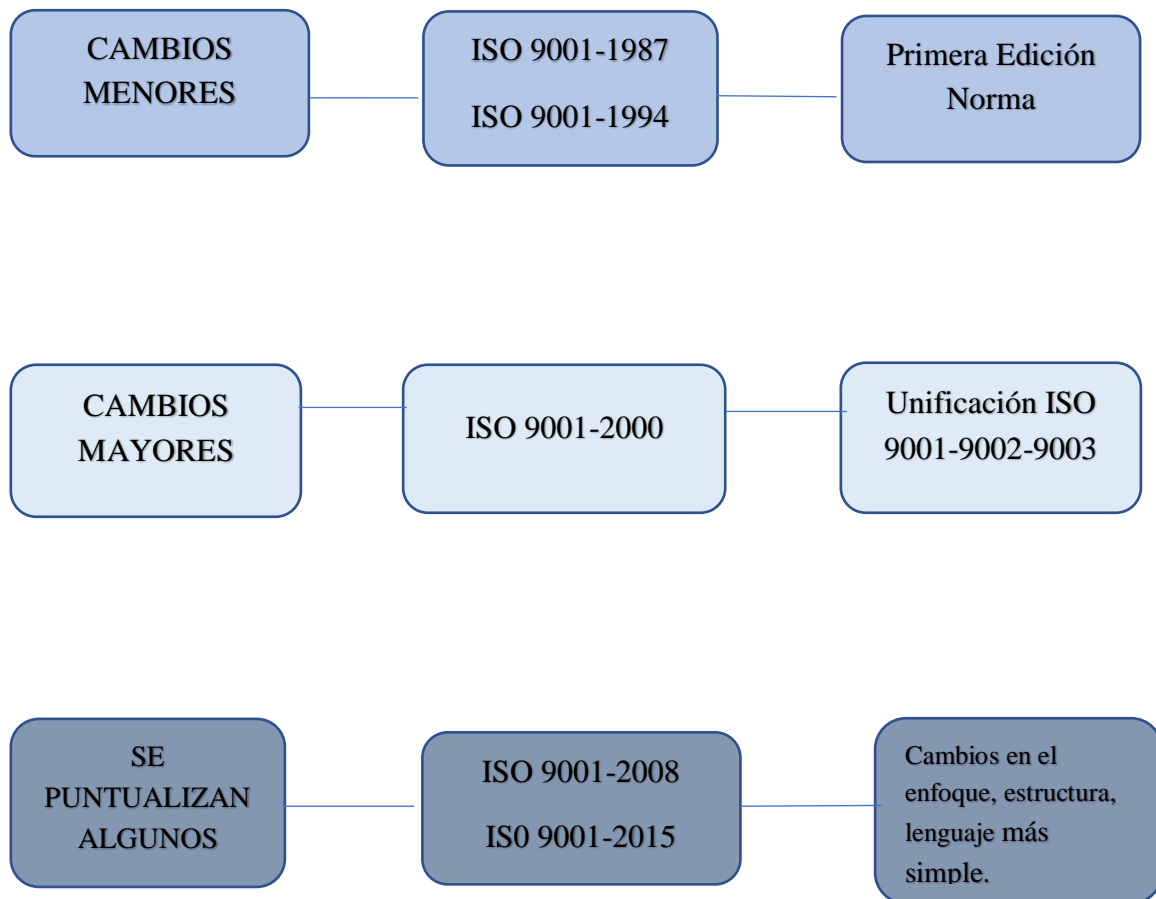 CAMBIOS
MENORES
ISO 9001-1987
ISO 9001-1994
Primera Edición
Norma
CAMBIOS
MAYORES
ISO 9001-2000
Unificación ISO
9001-9002-9003
SE
PUNTUALIZAN
ALGUNOS
ISO 9001-2008
IS0 9001-2015
Cambios en el
enfoque, estructura,
lenguaje más
simple.